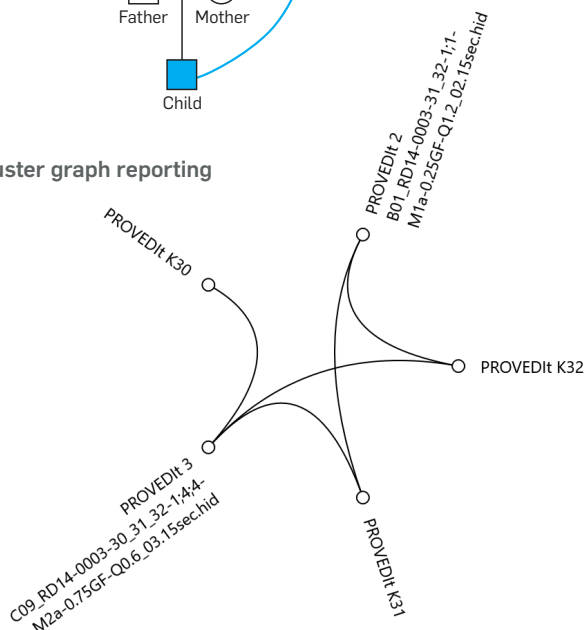 Father
Mother
Child
uster graph reporting
PROVEDIt 2
B01_RD14-0003-31_32-1;1-
M1a-0.25GF-Q1.2_02.15sec.hid
PROVEDIt K30
PROVEDIt K32
PROVEDIt 3
C09_RD14-0003-30_31_32-1;4;4-
M2a-0.75GF-Q0.6_03.15sec.hid
PROVEDIt K31